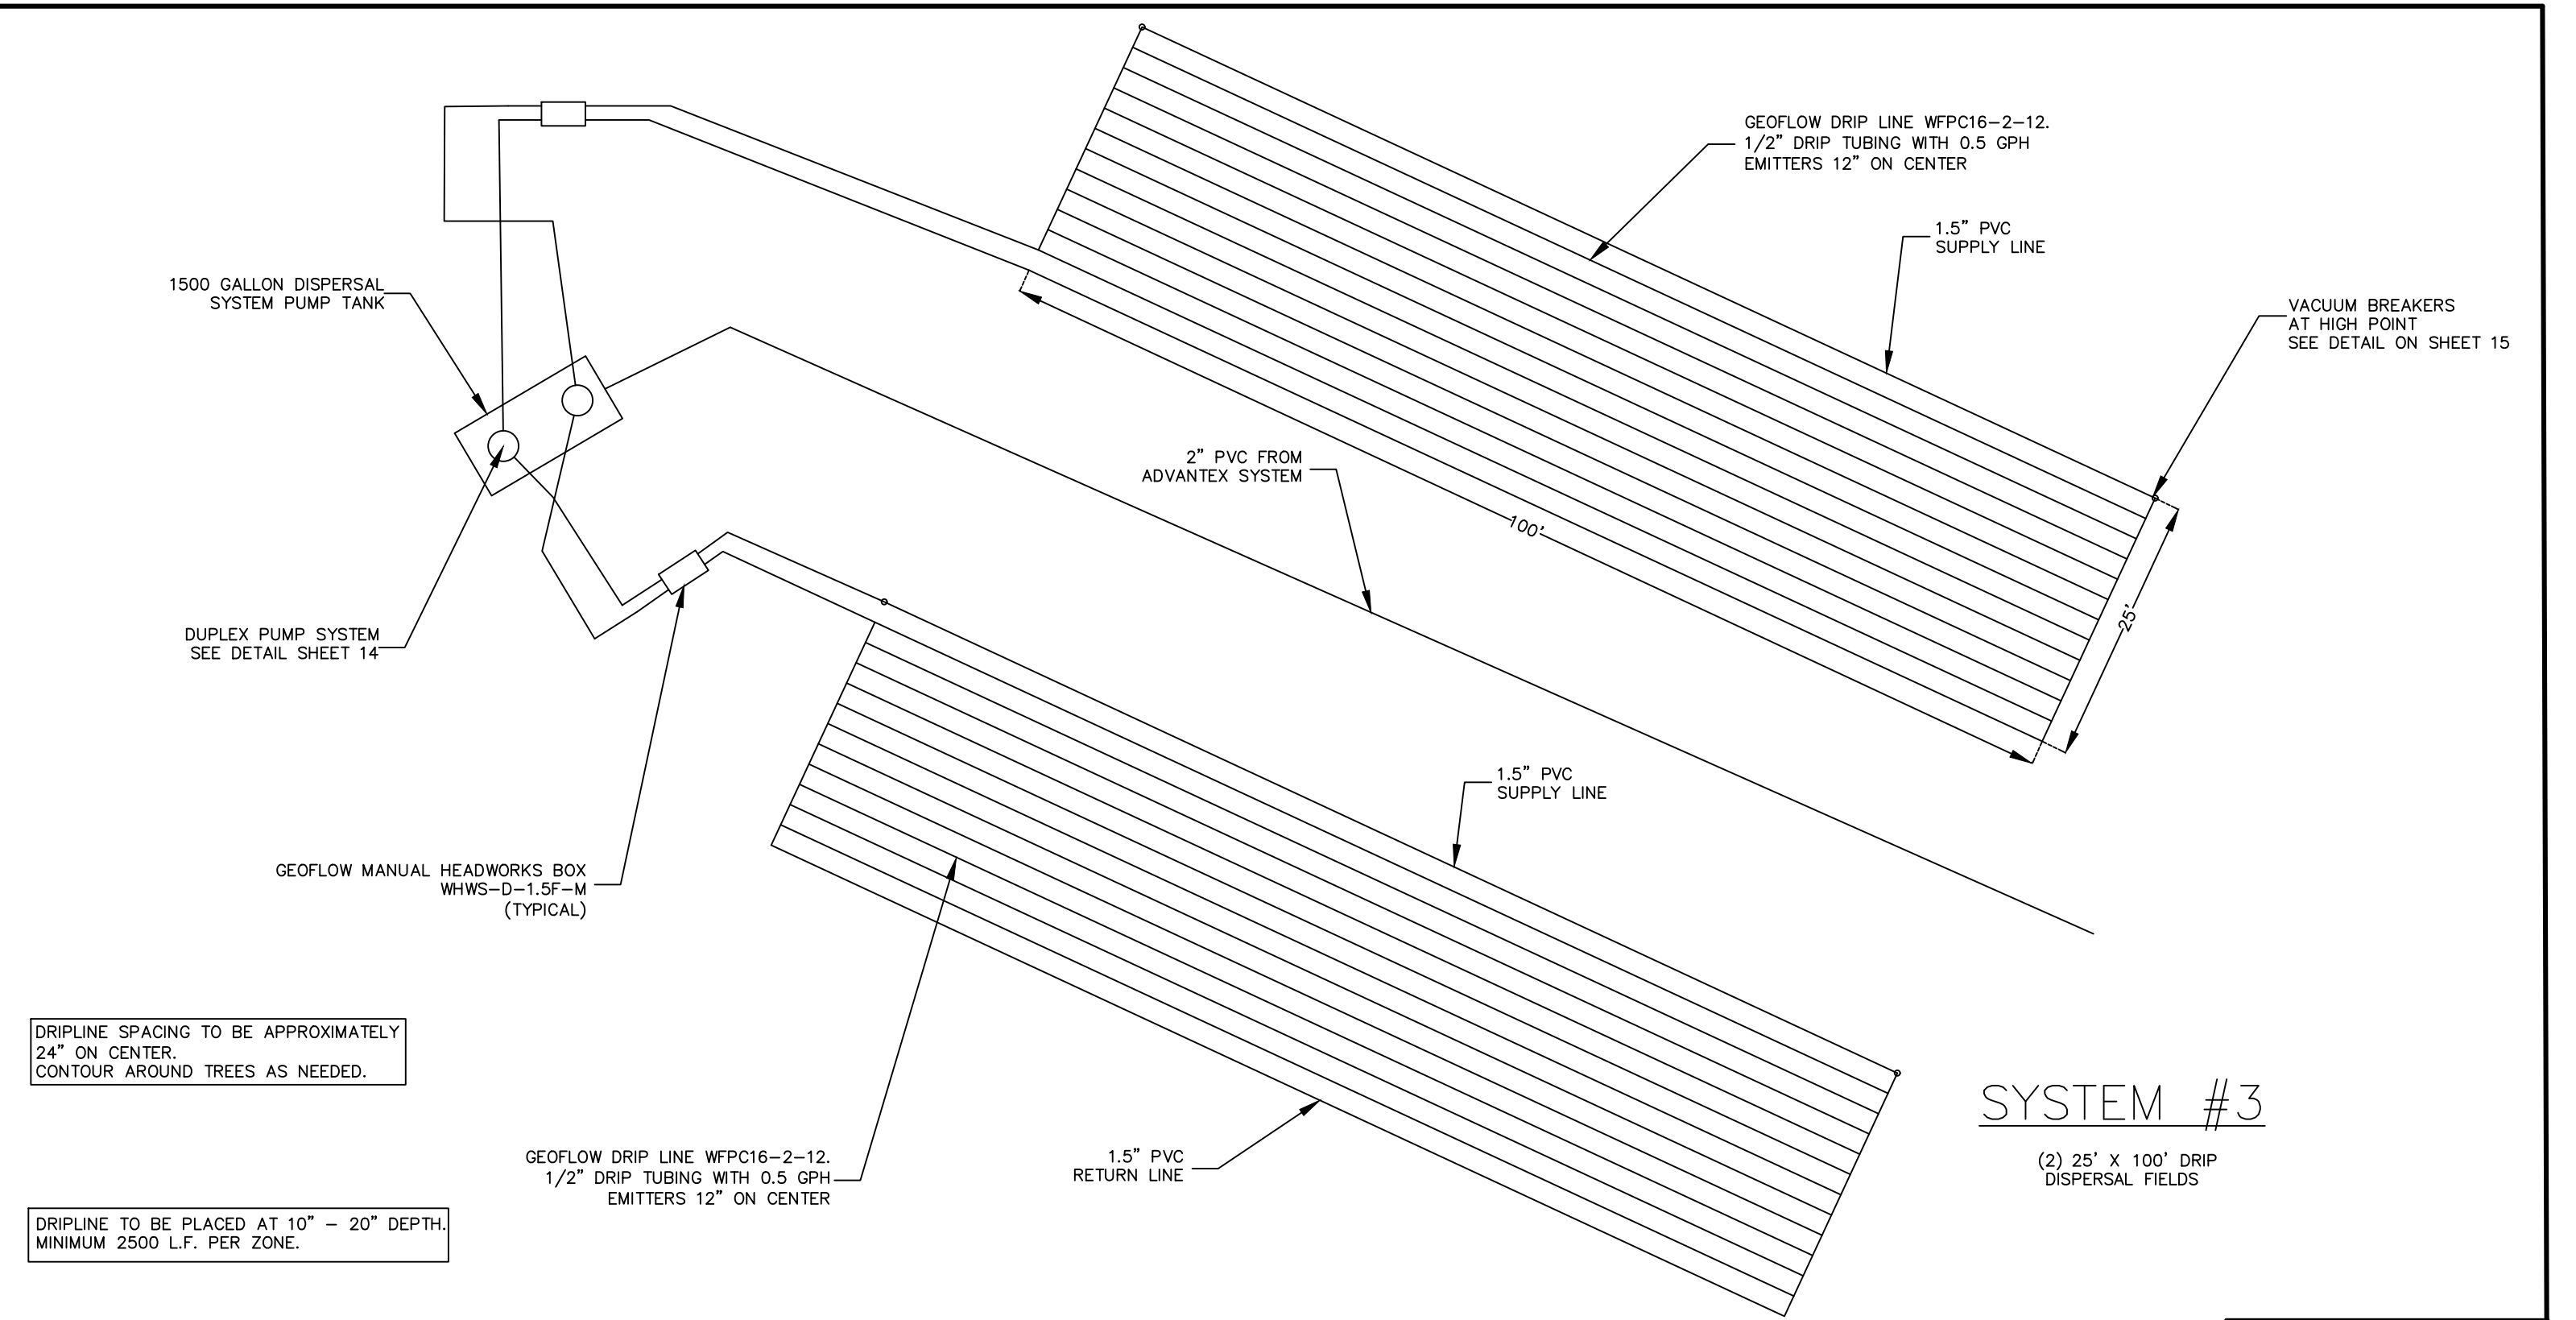 GEOFLOW DRIP LINE WFPC16-2-12.
1/2" DRIP TUBING WITH 0.5 GPH
EMITTERS 12" ON CENTER
1.5" PVC
SUPPLY LINE
1500 GALLON DISPERSAL
SYSTEM PUMP TANK
VACUUM BREAKERS
AT HIGH POINT
SEE DETAIL ON SHEET 15
2" PVC FROM
ADVANTEX SYSTEM
100'
25'
DUPLEX PUMP SYSTEM
SEE DETAIL SHEET 14
1.5" PVC
SUPPLY LINE
GEOFLOW MANUAL HEADWORKS BOX
WHWS-D-1.5F-M
(TYPICAL)
DRIPLINE SPACING TO BE APPROXIMATELY
24" ON CENTER.
CONTOUR AROUND TREES AS NEEDED.
SYSTEM #3
(2) 25' X 100' DRIP
DISPERSAL FIELDS
GEOFLOW DRIP LINE WFPC16-2-12.
1/2" DRIP TUBING WITH 0.5 GPH
EMITTERS 12" ON CENTER
1.5" PVC
RETURN LINE
DRIPLINE TO BE PLACED AT 10" - 20" DEPTH.
MINIMUM 2500 L.F. PER ZONE.